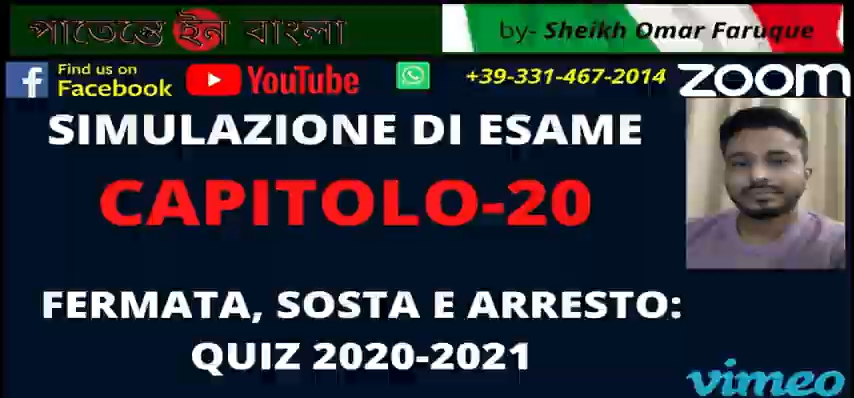 পাতেন্তে ইন বাংলা
by- Sheikh Omar Faruque
Find us on
Facebook
YouTube
+39-331-467-2014
zoom
SIMULAZIONE DI ESAME
CAPITOLO-20
FERMATA, SOSTA E ARRESTO:
QUIZ 2020-2021
vimeo